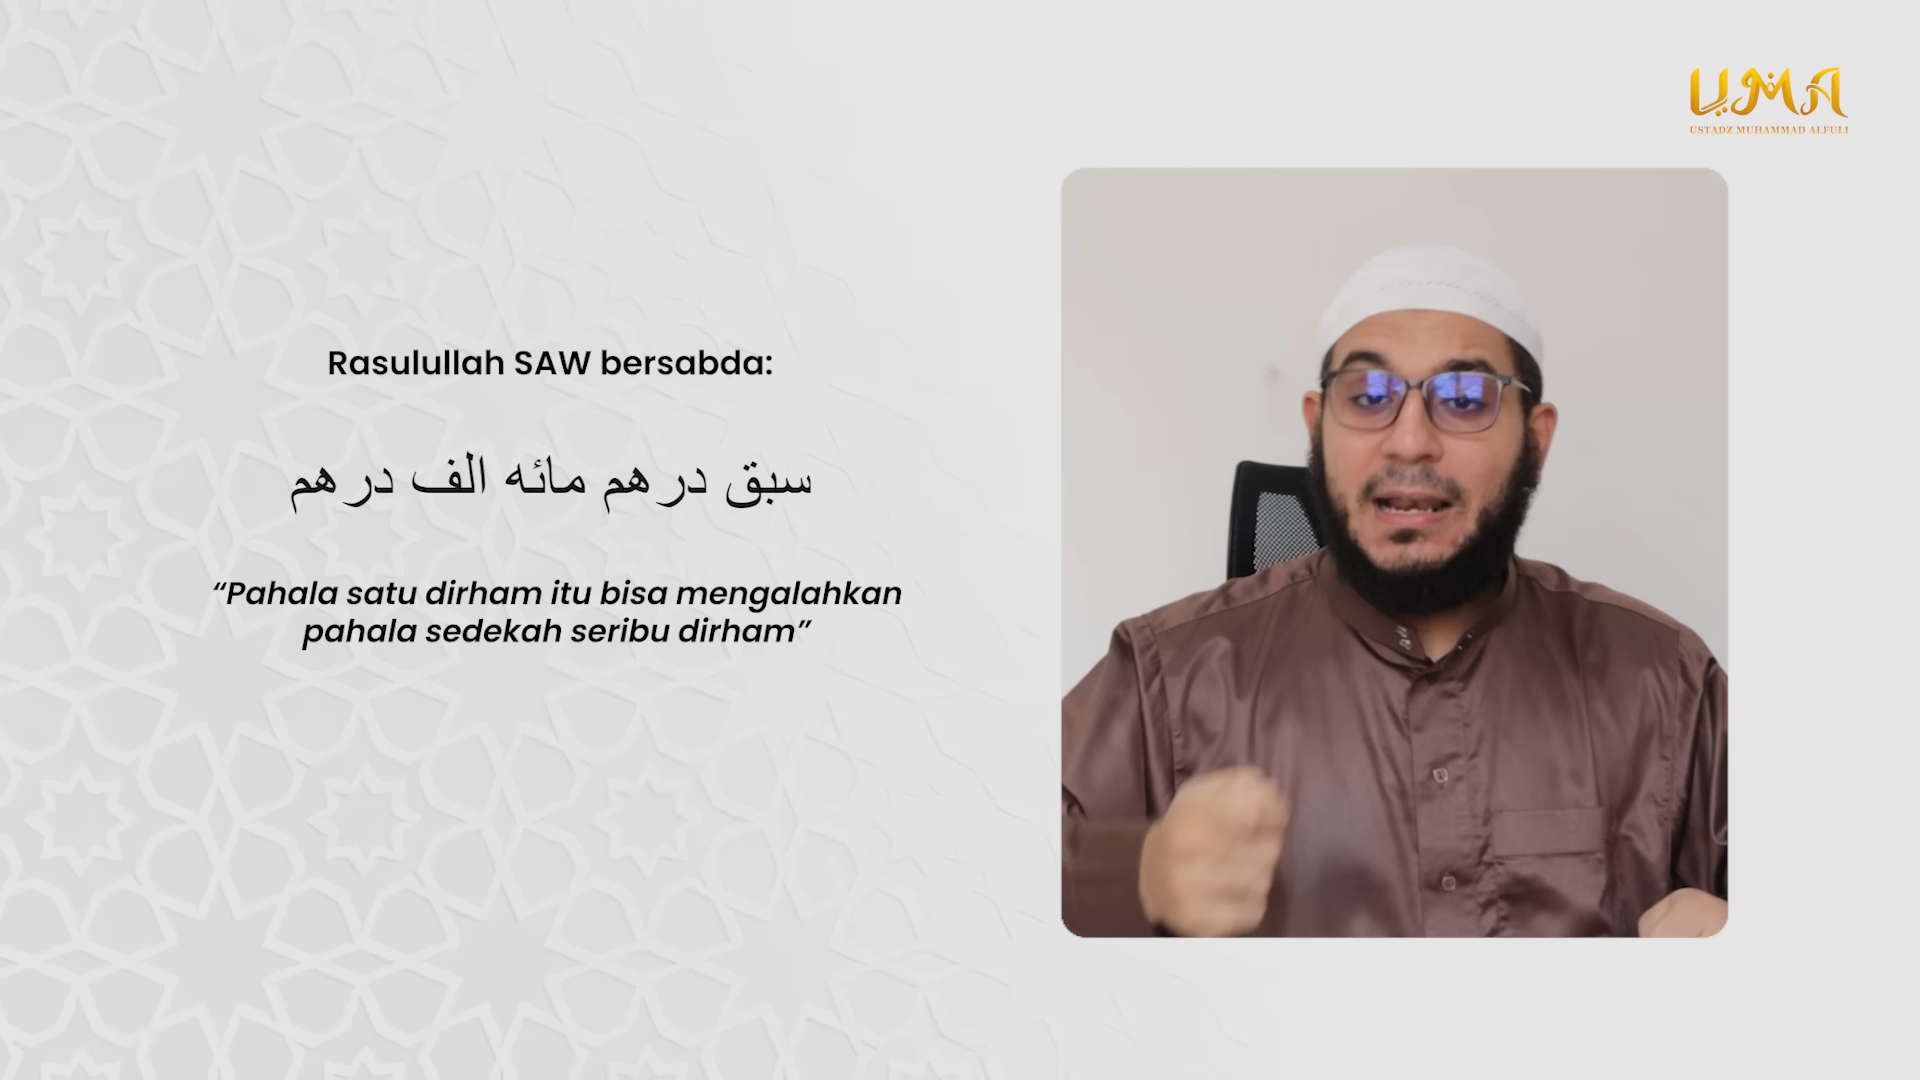 UMA
USTADZ MUHAMMAD ALFULI
Rasulullah SAW bersabda:
سبق درهم مائه الف درهم
“Pahala satu dirham itu bisa mengalahkan
pahala sedekah seribu dirham”